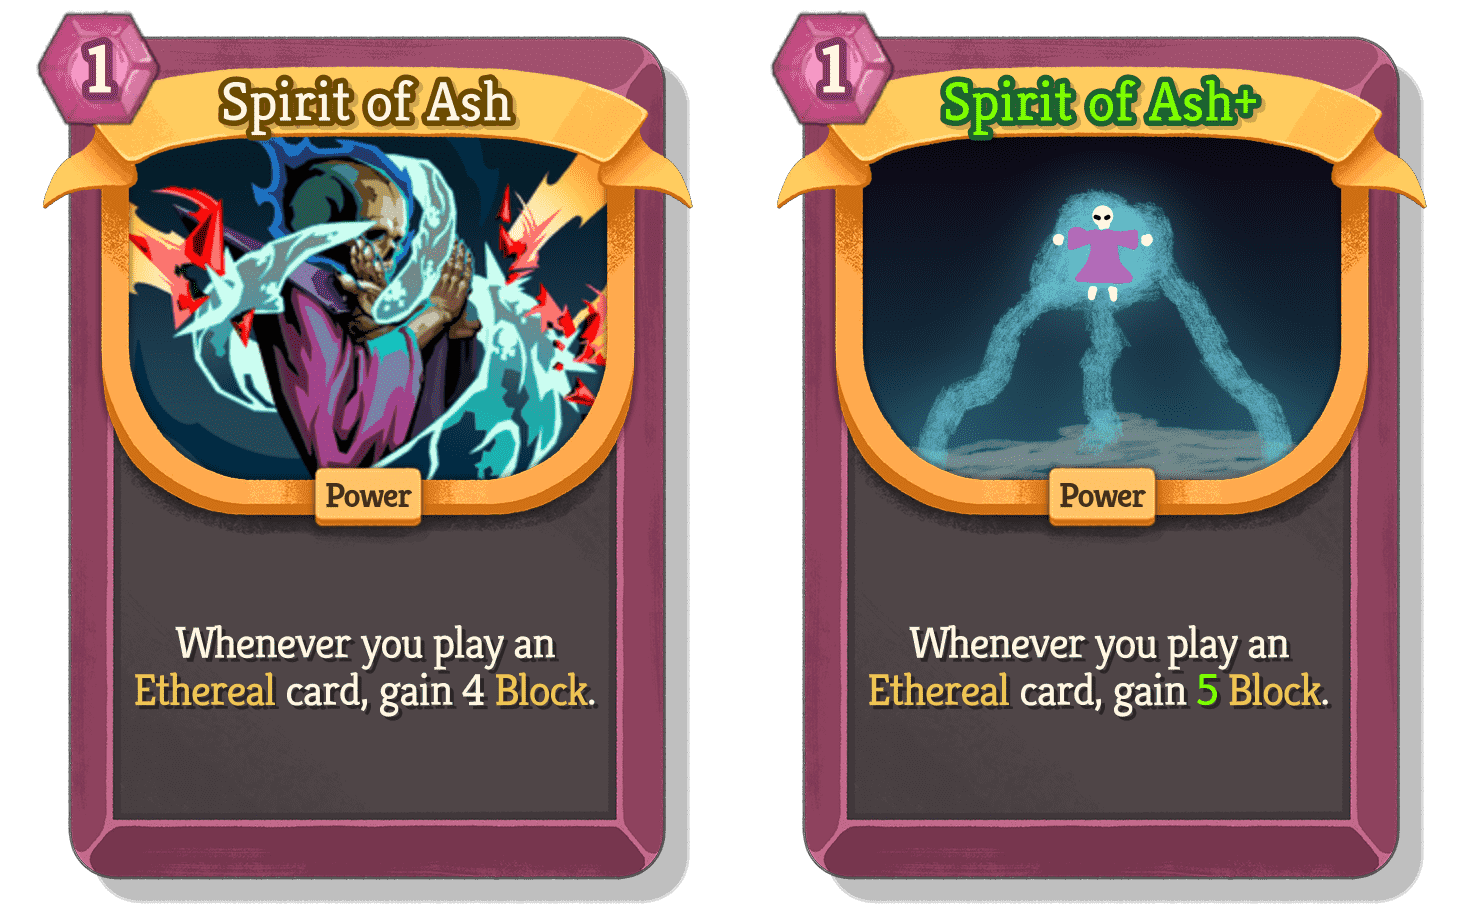 1
Spirit of Ash
Power
Whenever you play an
Ethereal card, gain 4 Block.
1
Spirit of Ash+
Power
Whenever you play an
Ethereal card, gain 5 Block.